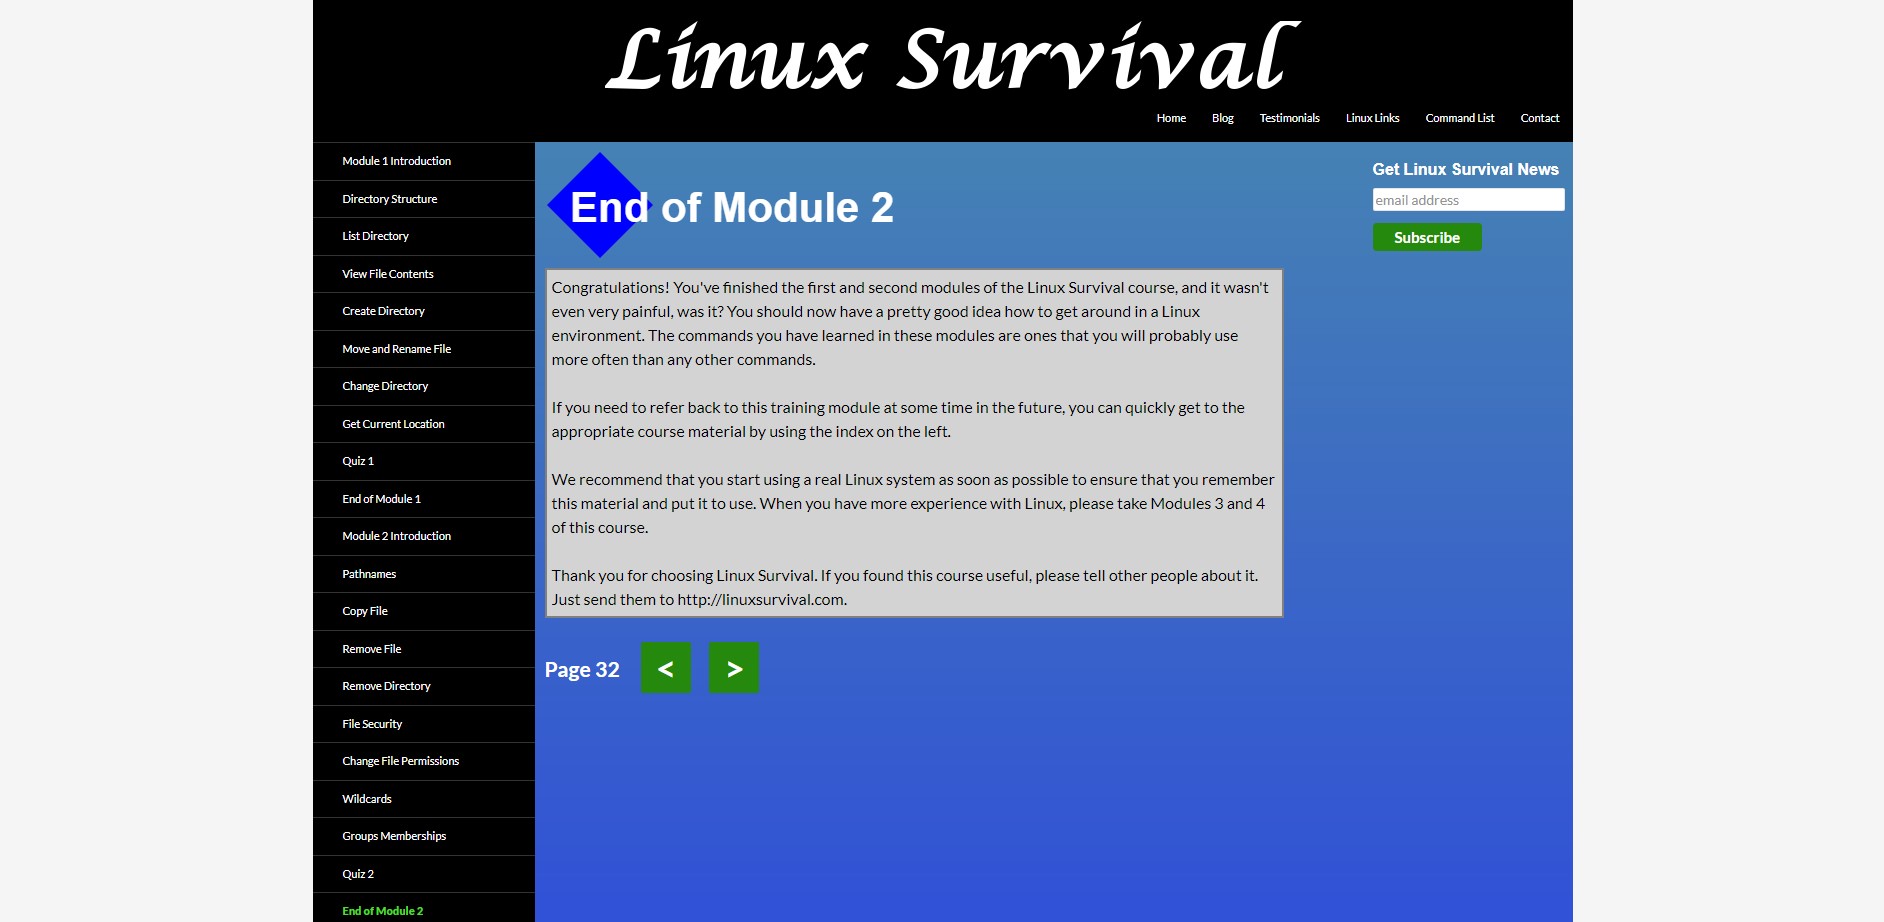 Linux Survival
Home Blog Testimonials Linux Links Command List Contact
Module 1 Introduction
Directory Structure
List Directory
View File Contents
Create Directory
Move and Rename File
Change Directory
Get Current Location
Quiz 1
End of Module 1
Module 2 Introduction
Pathnames
Copy File
Remove File
Remove Directory
File Security
Change File Permissions
Wildcards
Groups Memberships
Quiz 2
End of Module 2
End of Module 2
Congratulations! You've finished the first and second modules of the Linux Survival course, and it wasn't
even very painful, was it? You should now have a pretty good idea how to get around in a Linux
environment. The commands you have learned in these modules are ones that you will probably use
more often than any other commands.
If you need to refer back to this training module at some time in the future, you can quickly get to the
appropriate course material by using the index on the left.
We recommend that you start using a real Linux system as soon as possible to ensure that you remember
this material and put it to use. When you have more experience with Linux, please take Modules 3 and 4
of this course.
Thank you for choosing Linux Survival. If you found this course useful, please tell other people about it.
Just send them to http://linuxsurvival.com.
Page 32 < >
Get Linux Survival News
email address
Subscribe